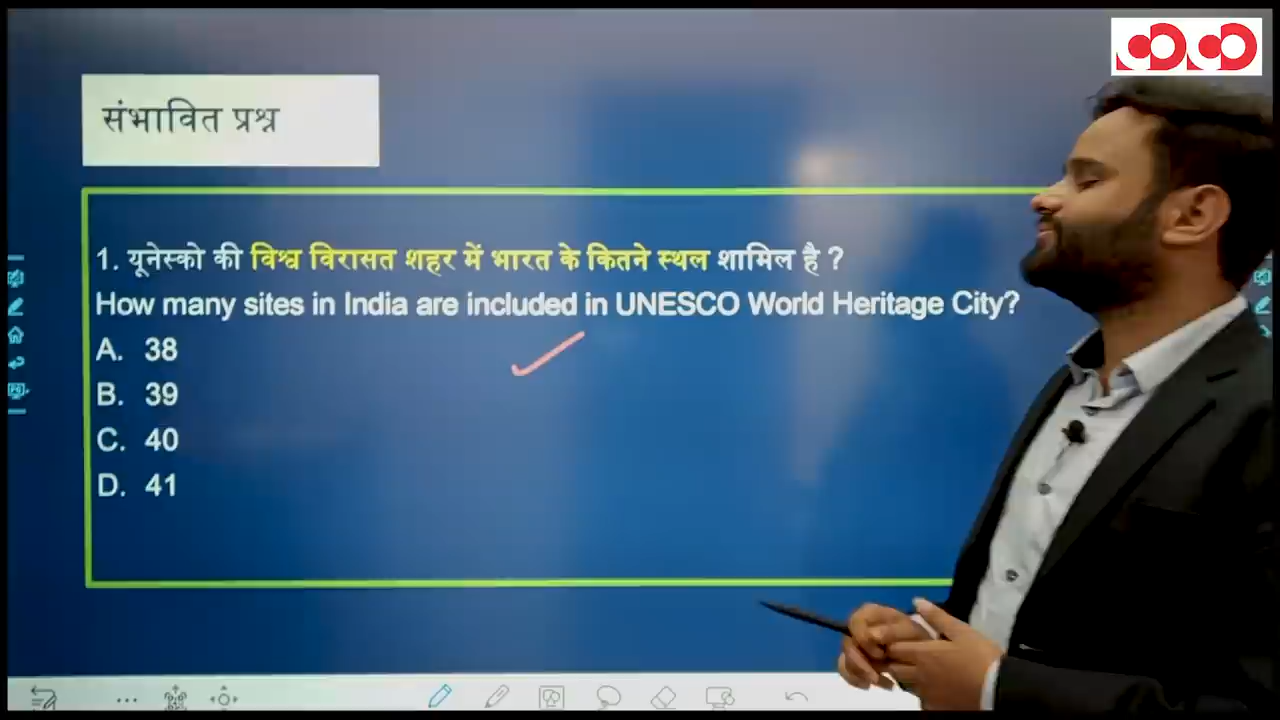 संभावित प्रश्न
1. यूनेस्को की विश्व विरासत शहर में भारत के कितने स्थल शामिल है ?
How many sites in India are included in UNESCO World Heritage City?
A. 38
B. 39
C. 40
D. 41